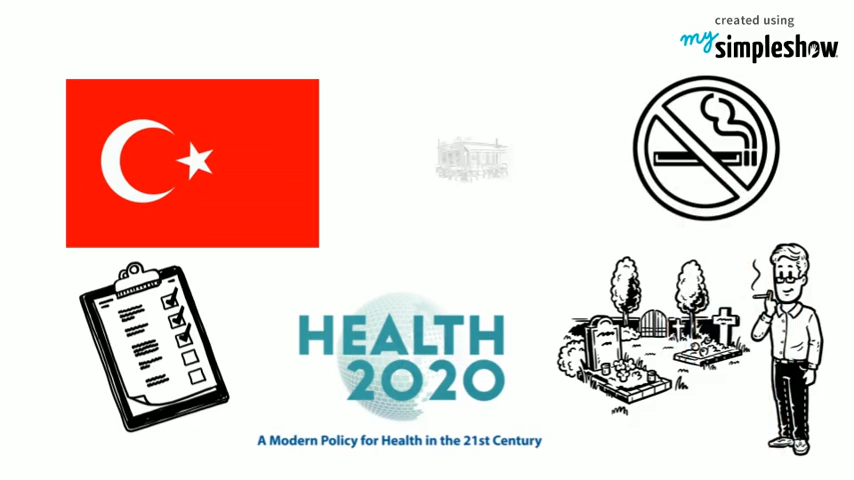 created using
my simpleshow
HEALTH
2020
A Modern Policy for Health in the 21st Century